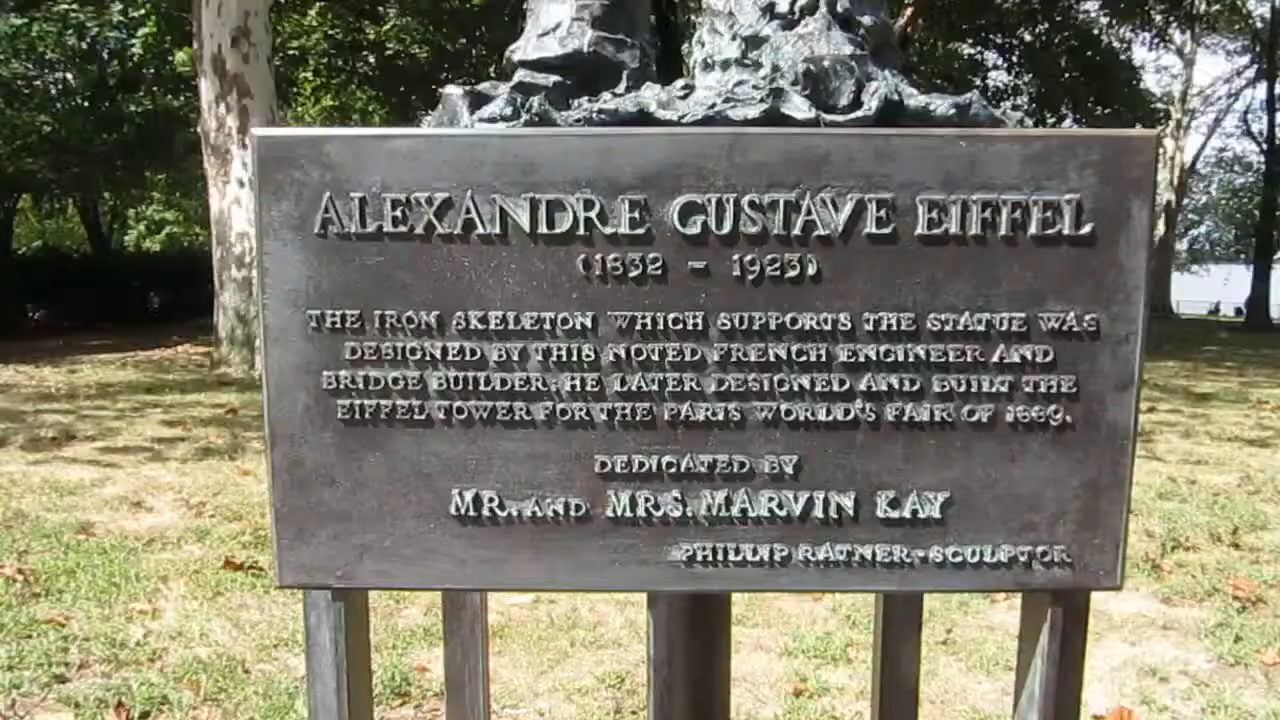 ALEXANDRE GUSTAVE EIFFEL
(1832 - 1923)
THE IRON SKELETON WHICH SUPPORTS THE STATUE WAS
DESIGNED BY THIS NOTED FRENCH ENGINEER AND
BRIDGE BUILDER; HE LATER DESIGNED AND BUILT THE
EIFFEL TOWER FOR THE PARIS WORLD'S FAIR OF 1889.
DEDICATED BY
MR. AND MRS. MARVIN KAY
PHILLIP RATNER-SCULPTOR